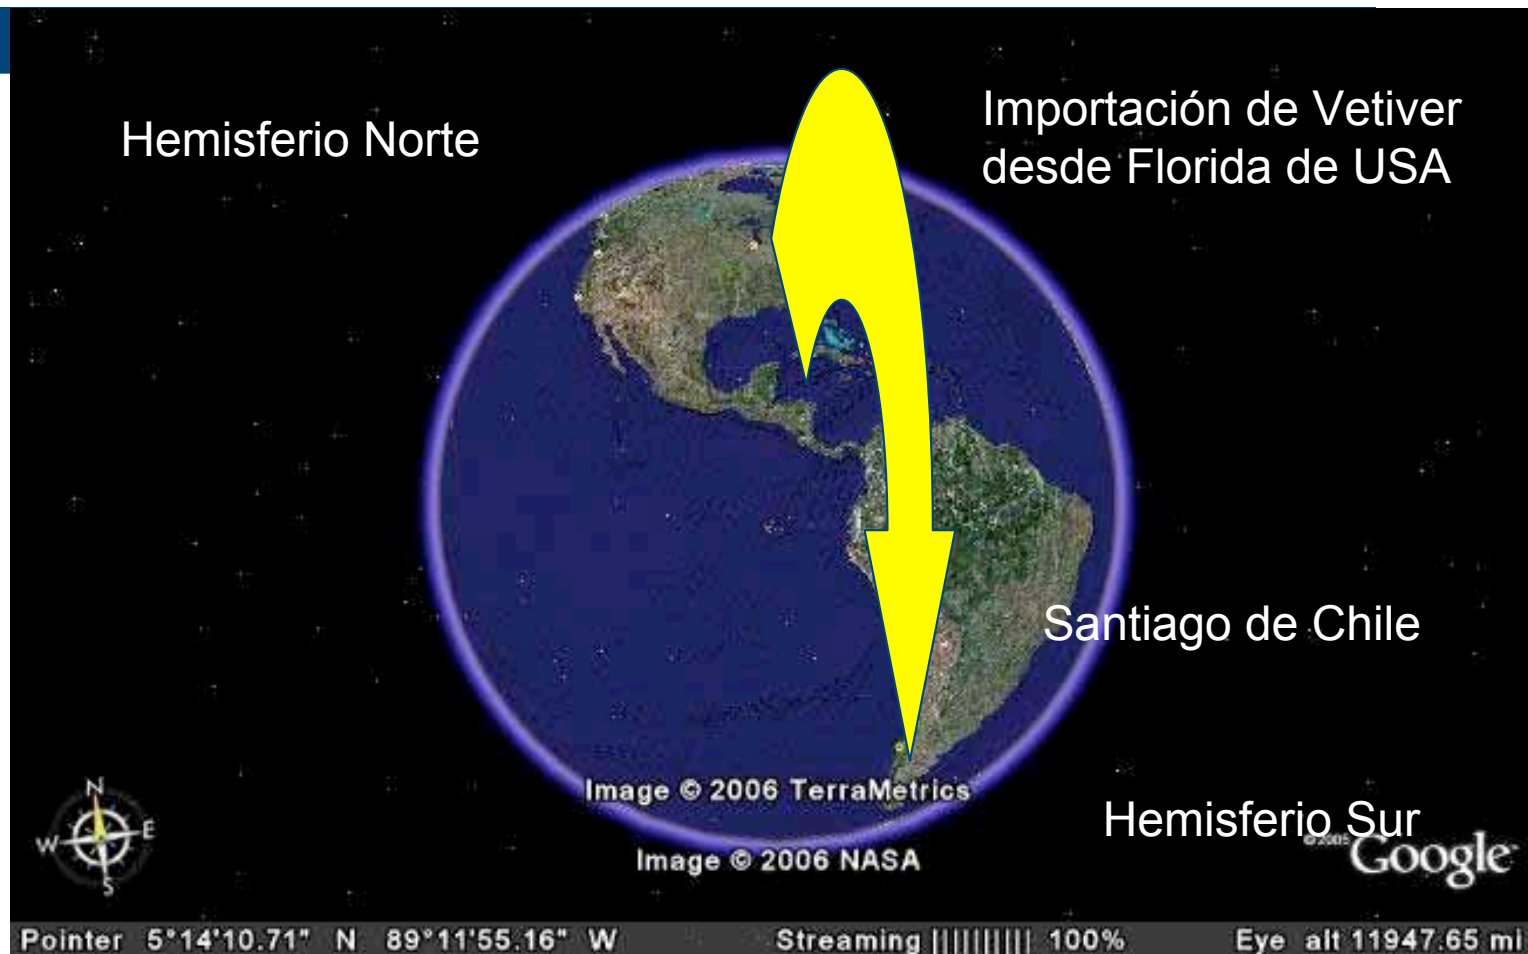 Hemisferio Norte
Importación de Vetiver
desde Florida de USA
Santiago de Chile
Hemisferio Sur
Image © 2006 TerraMetrics
Image © 2006 NASA
N
W
E
S
©2005 Google
Pointer 5°14'10.71" N 89°11'55.16" W Streaming |||||||||| 100% Eye alt 11947.65 mi